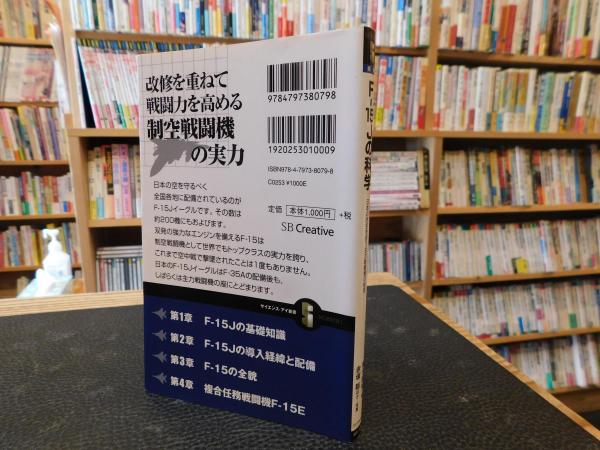 改修を重ねて
戦闘力を高める
制空戦闘機
の実力
9784797380798
1920253010009
ISBN978-4-7973-8079-8
C0253 ¥1000E
定価 本体1,000円 +税
SB Creative
日本の空を守るべく
全国各地に配備されているのが
F-15Jイーグルです。その数は
約200機にもおよびます。
双発の強力なエンジンを備えるF-15は
制空戦闘機として世界でもトップクラスの実力を誇り、
これまで空中戦で撃墜されたことは1度もありません。
日本のF-15JイーグルはF-35Aの配備後も、
しばらくは主力戦闘機の座にとどまります。
サイエンス・アイ新書
第1章 F-15Jの基礎知識
第2章 F-15Jの導入経緯と配備
第3章 F-15の全貌
第4章 複合任務戦闘機F-15E
F-15Jの科学